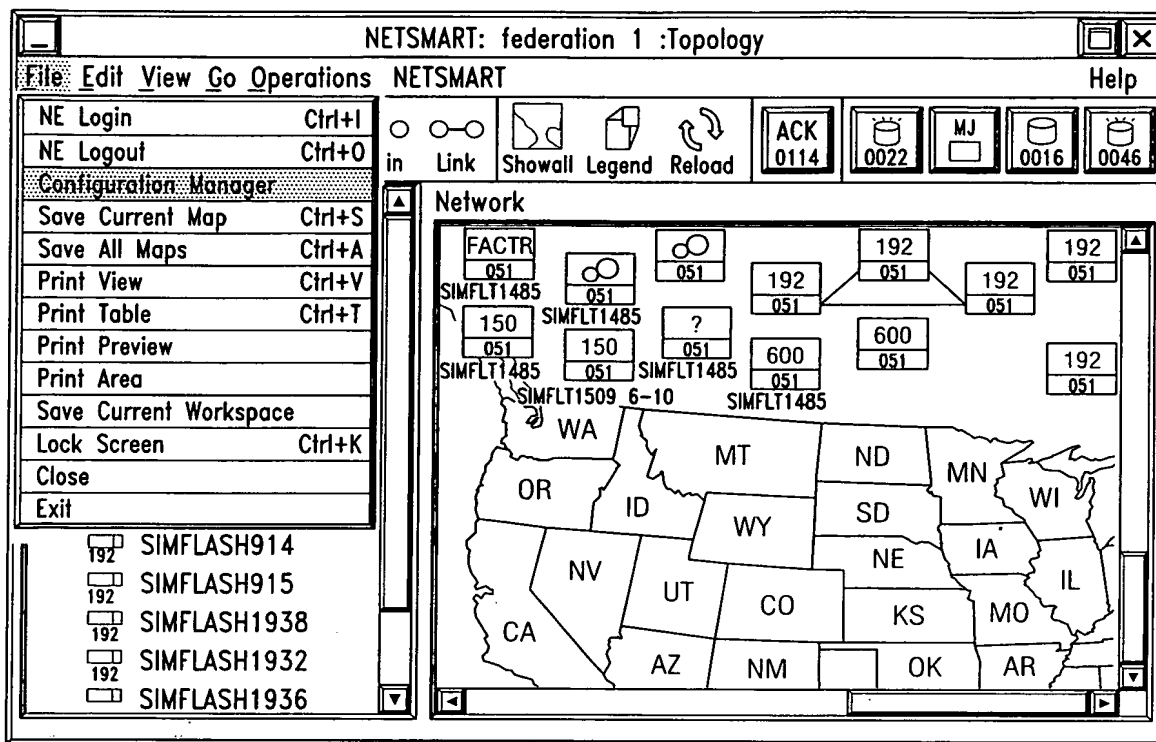 NETSMART: federation 1 :Topology
File Edit View Go Operations NETSMART Help
NE Login Ctrl+I
NE Logout Ctrl+O
Configuration Manager
Save Current Map Ctrl+S
Save All Maps Ctrl+A
Print View Ctrl+V
Print Table Ctrl+T
Print Preview
Print Area
Save Current Workspace
Lock Screen Ctrl+K
Close
Exit
192 SIMFLASH914
192 SIMFLASH915
192 SIMFLASH1938
192 SIMFLASH1932
SIMFLASH1936
in Link Showall Legend Reload
ACK 0114
0022
MJ
0016
0046
Network
FACTR
051
SIMFLT1485
051
SIMFLT1485
051
192
051
192
051
192
051
192
051
150
051
SIMFLT1485
150
051
SIMFLT1509 6-10
?
051
SIMFLT1485
600
051
SIMFLT1485
600
051
192
051
WA
MT
ND
MN
OR
ID
WI
WY
SD
IA
NE
NV
IL
UT
CO
KS
MO
CA
AZ
NM
OK
AR